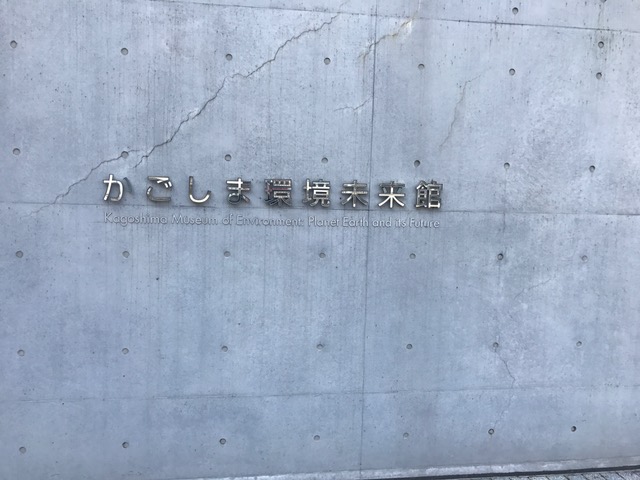 かごしま環境未来館
Kagoshima Museum of Environment: Planet Earth and its Future